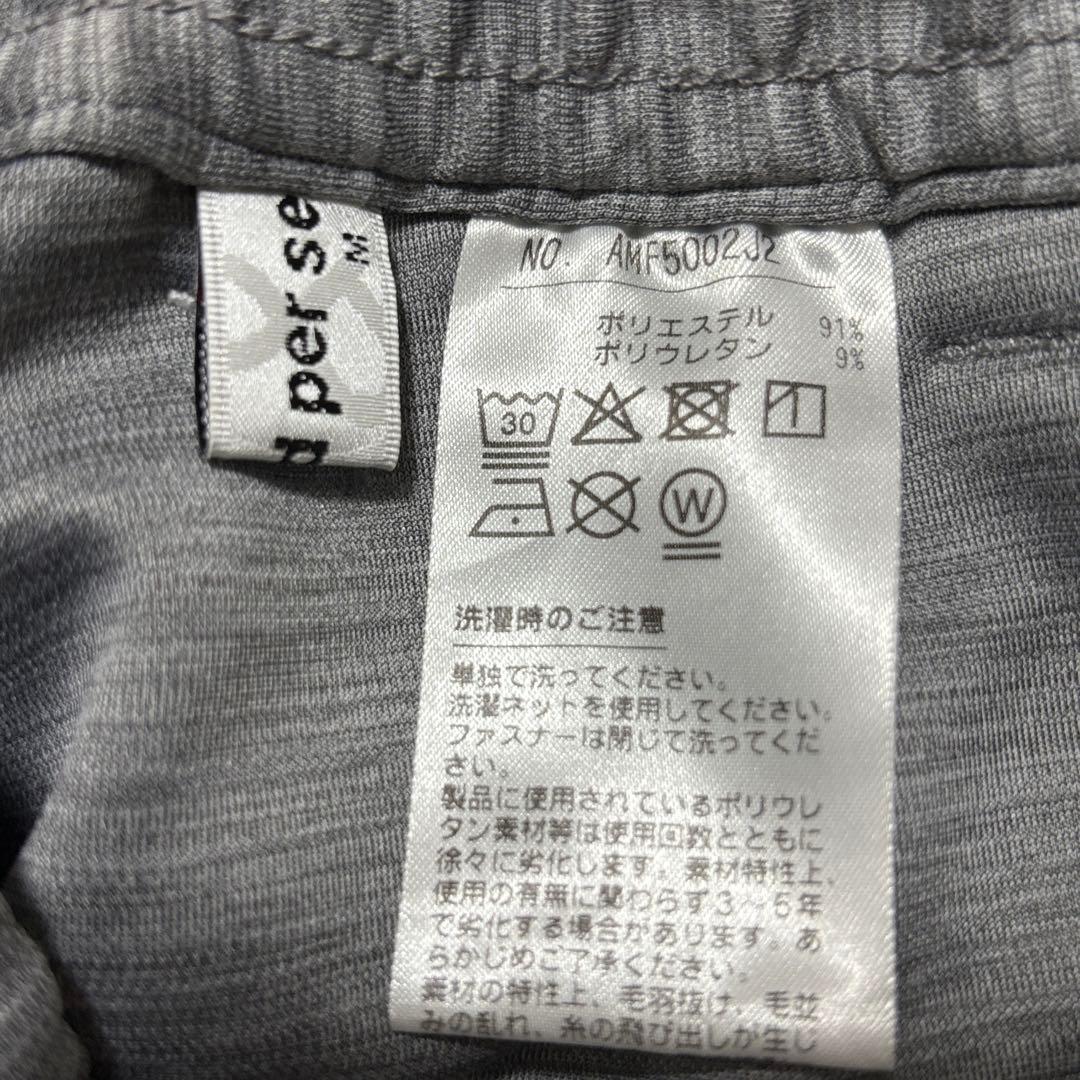 per se
M
NO. AMF5002J2
ポリエステル 91%
ポリウレタン 9%
30
1
W
洗濯時のご注意
単独で洗ってください。
洗濯ネットを使用してください。
ファスナーは閉じて洗ってくだ
さい。
製品に使用されているポリウレ
タン素材等は使用回数とともに
徐々に劣化します。素材特性上、
使用の有無に関わらず3～5年
で劣化する場合があります。あ
らかじめご了承ください。
素材の特性上、毛羽抜け、毛並
みの乱れ、糸の飛び出しが生じ